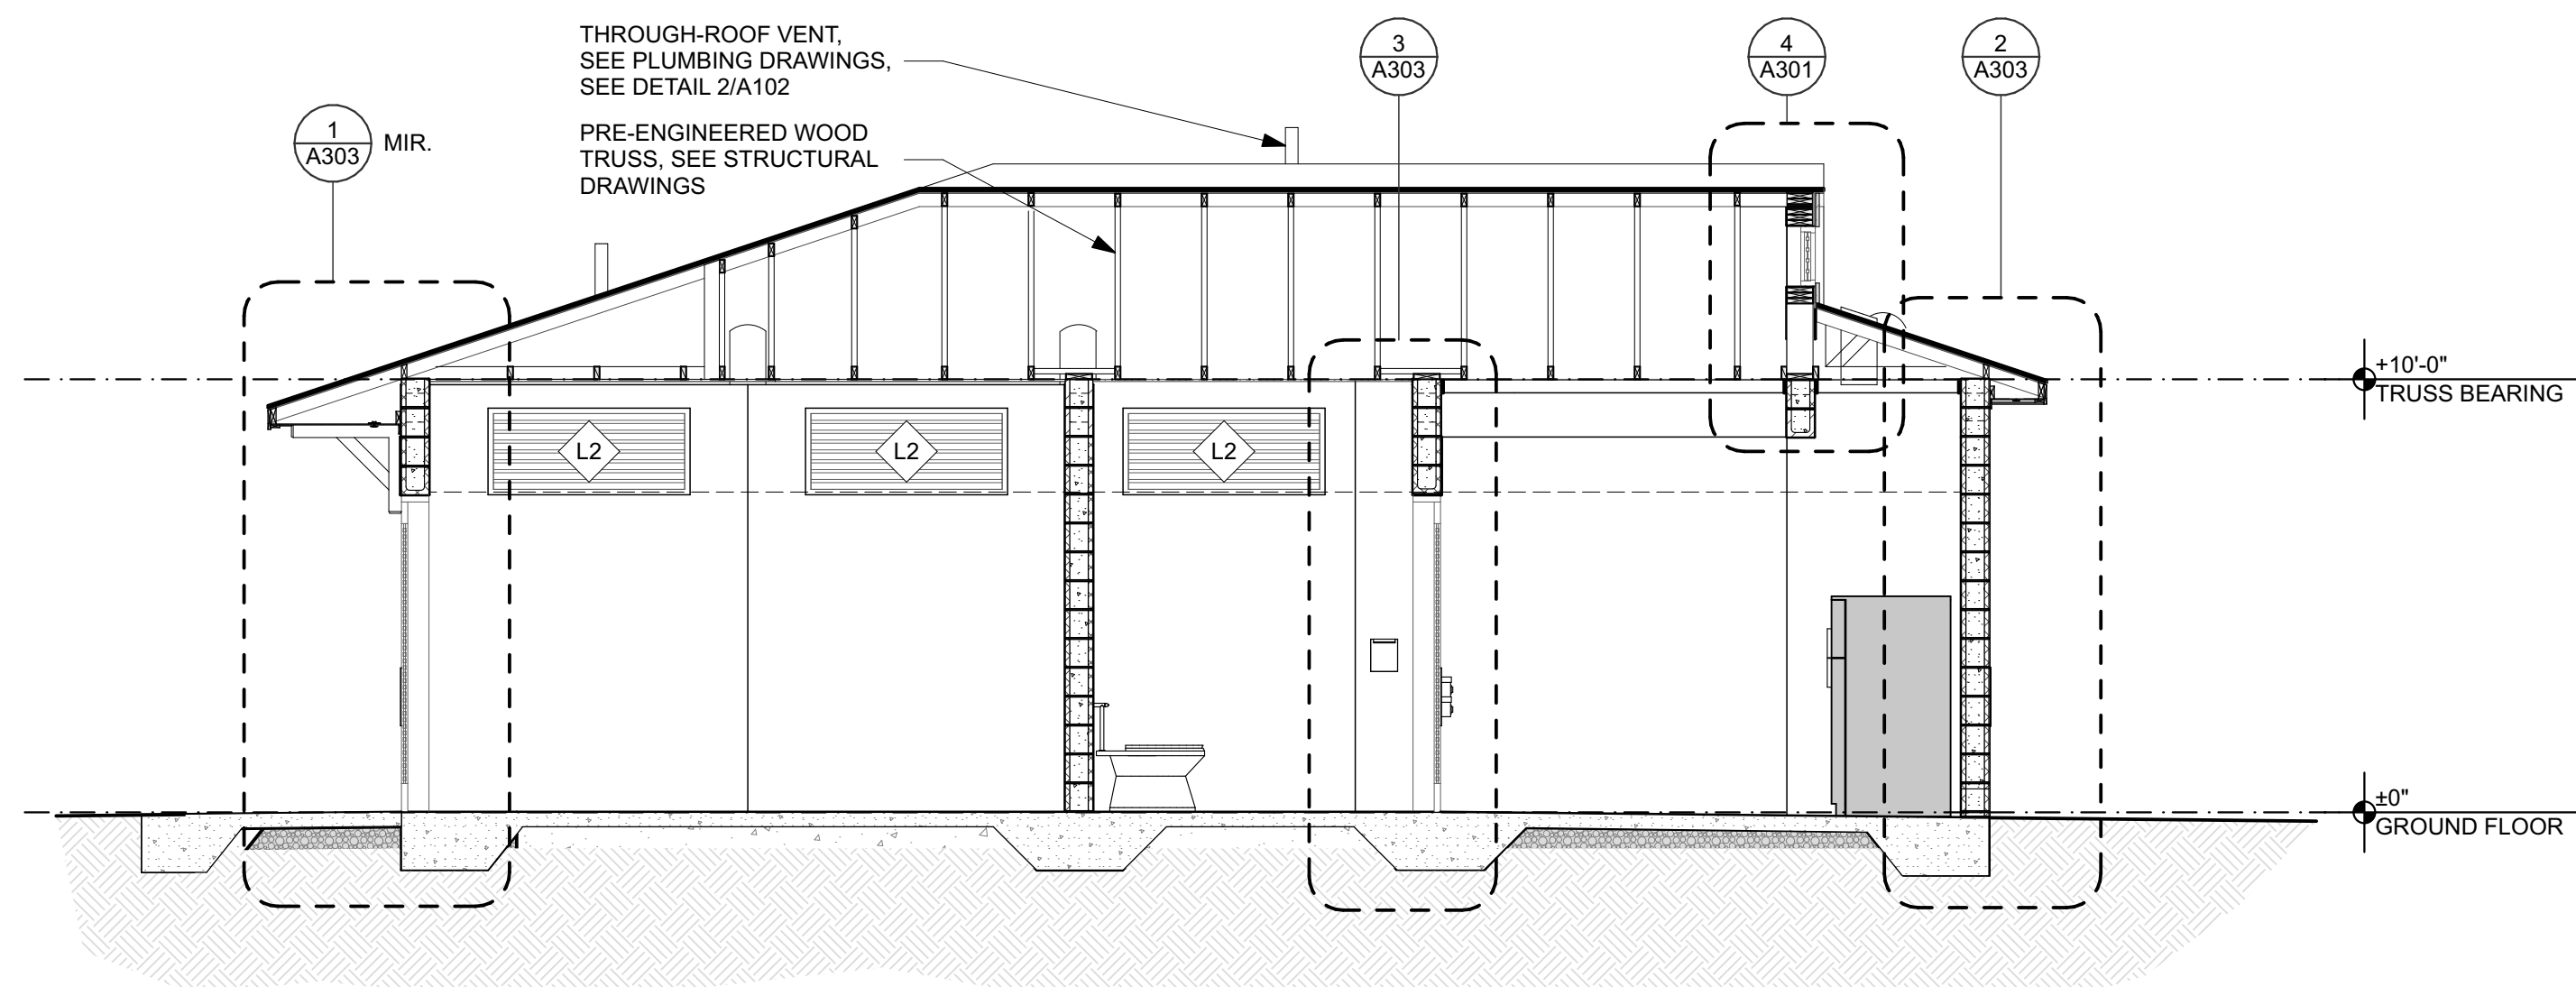 THROUGH-ROOF VENT,
SEE PLUMBING DRAWINGS,
SEE DETAIL 2/A102
PRE-ENGINEERED WOOD
TRUSS, SEE STRUCTURAL
DRAWINGS
1
A303
MIR.
3
A303
4
A301
2
A303
+10'-0"
TRUSS BEARING
L2
L2
L2
±0"
GROUND FLOOR